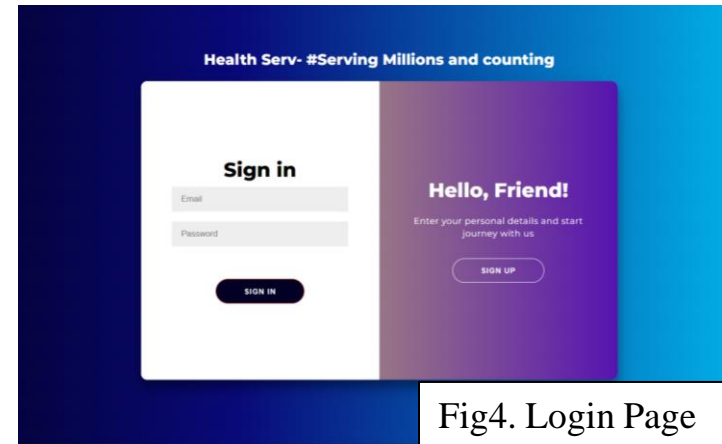 Health Serv- #Serving Millions and counting
Sign in
Email
Password
SIGN IN
Hello, Friend!
Enter your personal details and start
journey with us
SIGN UP
Fig4. Login Page